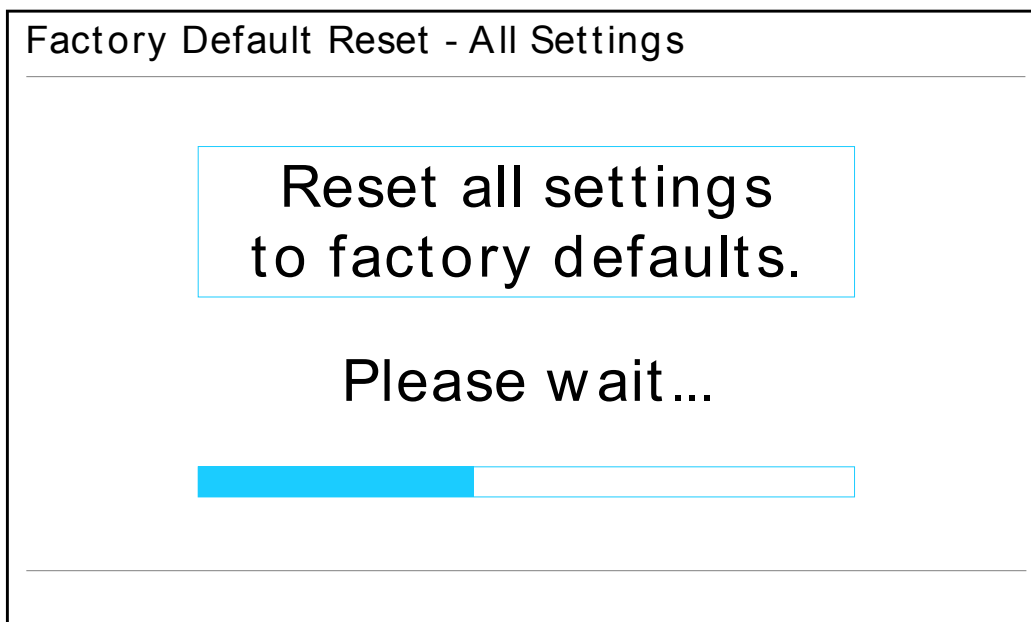 Factory Default Reset - All Settings
Reset all settings
to factory defaults.
Please wait...